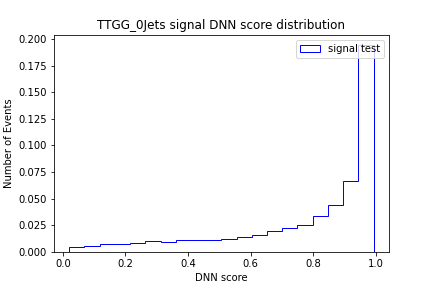 TTGG_0Jets signal DNN score distribution
signal test
Number of Events
0.200
0.175
0.150
0.125
0.100
0.075
0.050
0.025
0.000
0.0 0.2 0.4 0.6 0.8 1.0
DNN score